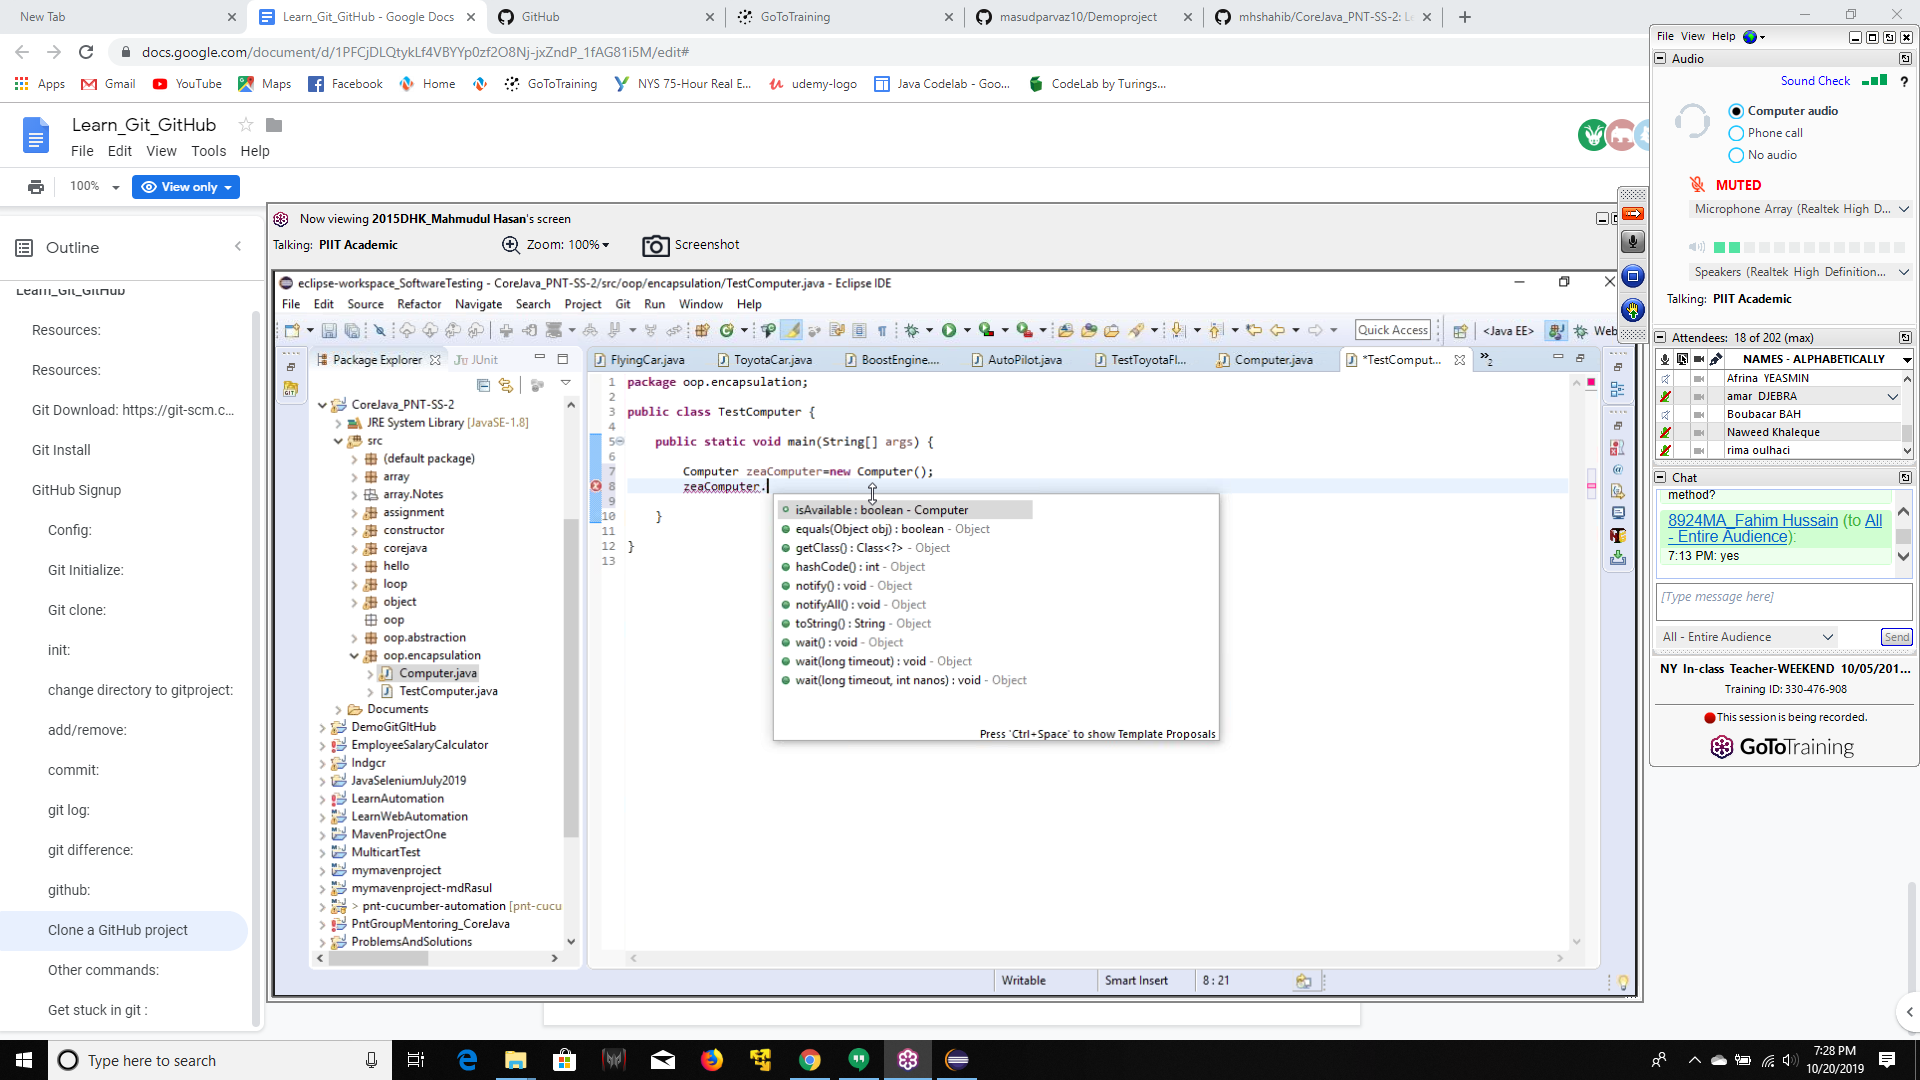 New Tab
Learn_Git_GitHub - Google Docs
GitHub
GoToTraining
masudparvaz10/Demoproject
mhshahib/CoreJava_PNT-SS-2: L
docs.google.com/document/d/1PFCjDLQtykLf4VBYYp0zf2O8Nj-jxZndP_1fAG81i5M/edit#
Apps
Gmail
YouTube
Maps
Facebook
Home
GoToTraining
NYS 75-Hour Real E...
udemy-logo
Java Codelab - Goo...
CodeLab by Turings...
Learn_Git_GitHub
File Edit View Tools Help
100%
View only
Outline
Learn_Git_GitHub
Resources:
Resources:
Git Download: https://git-scm.c...
Git Install
GitHub Signup
Config:
Git Initialize:
Git clone:
init:
change directory to gitproject:
add/remove:
commit:
git log:
git difference:
github:
Clone a GitHub project
Other commands:
Get stuck in git :
Now viewing 2015DHK_Mahmudul Hasan's screen
Talking: PIIT Academic
Zoom: 100%
Screenshot
eclipse-workspace_SoftwareTesting - CoreJava_PNT-SS-2/src/oop/encapsulation/TestComputer.java - Eclipse IDE
File Edit Source Refactor Navigate Search Project Git Run Window Help
Quick Access
<Java EE>
Web
Package Explorer
JUnit
FlyingCar.java
ToyotaCar.java
BoostEngine....
AutoPilot.java
TestToyotaFl...
Computer.java
*TestComput...
»2
CoreJava_PNT-SS-2
JRE System Library [JavaSE-1.8]
src
(default package)
array
array.Notes
assignment
constructor
corejava
hello
loop
object
oop
oop.abstraction
oop.encapsulation
Computer.java
TestComputer.java
Documents
DemoGitGItHub
EmployeeSalaryCalculator
Indgcr
JavaSeleniumJuly2019
LearnAutomation
LearnWebAutomation
MavenProjectOne
MulticartTest
mymavenproject
mymavenproject-mdRasul
> pnt-cucumber-automation [pnt-cucu
PntGroupMentoring_CoreJava
ProblemsAndSolutions
1 package oop.encapsulation;
2
3 public class TestComputer {
4
5 public static void main(String[] args) {
6
7 Computer zeaComputer=new Computer();
8 zeaComputer.
9
10 }
11
12 }
13
isAvailable : boolean - Computer
equals(Object obj) : boolean - Object
getClass() : Class<?> - Object
hashCode() : int - Object
notify() : void - Object
notifyAll() : void - Object
toString() : String - Object
wait() : void - Object
wait(long timeout) : void - Object
wait(long timeout, int nanos) : void - Object
Press 'Ctrl+Space' to show Template Proposals
Writable
Smart Insert
8 : 21
File View Help
Audio
Sound Check
?
Computer audio
Phone call
No audio
MUTED
Microphone Array (Realtek High D...
Speakers (Realtek High Definition...
Talking: PIIT Academic
Attendees: 18 of 202 (max)
NAMES - ALPHABETICALLY
Afrina YEASMIN
amar DJEBRA
Boubacar BAH
Naweed Khaleque
rima oulhaci
Chat
method?
8924MA_Fahim Hussain (to All
- Entire Audience):
7:13 PM: yes
[Type message here]
All - Entire Audience
Send
NY In-class Teacher-WEEKEND 10/05/201...
Training ID: 330-476-908
This session is being recorded.
GoToTraining
Type here to search
7:28 PM
10/20/2019